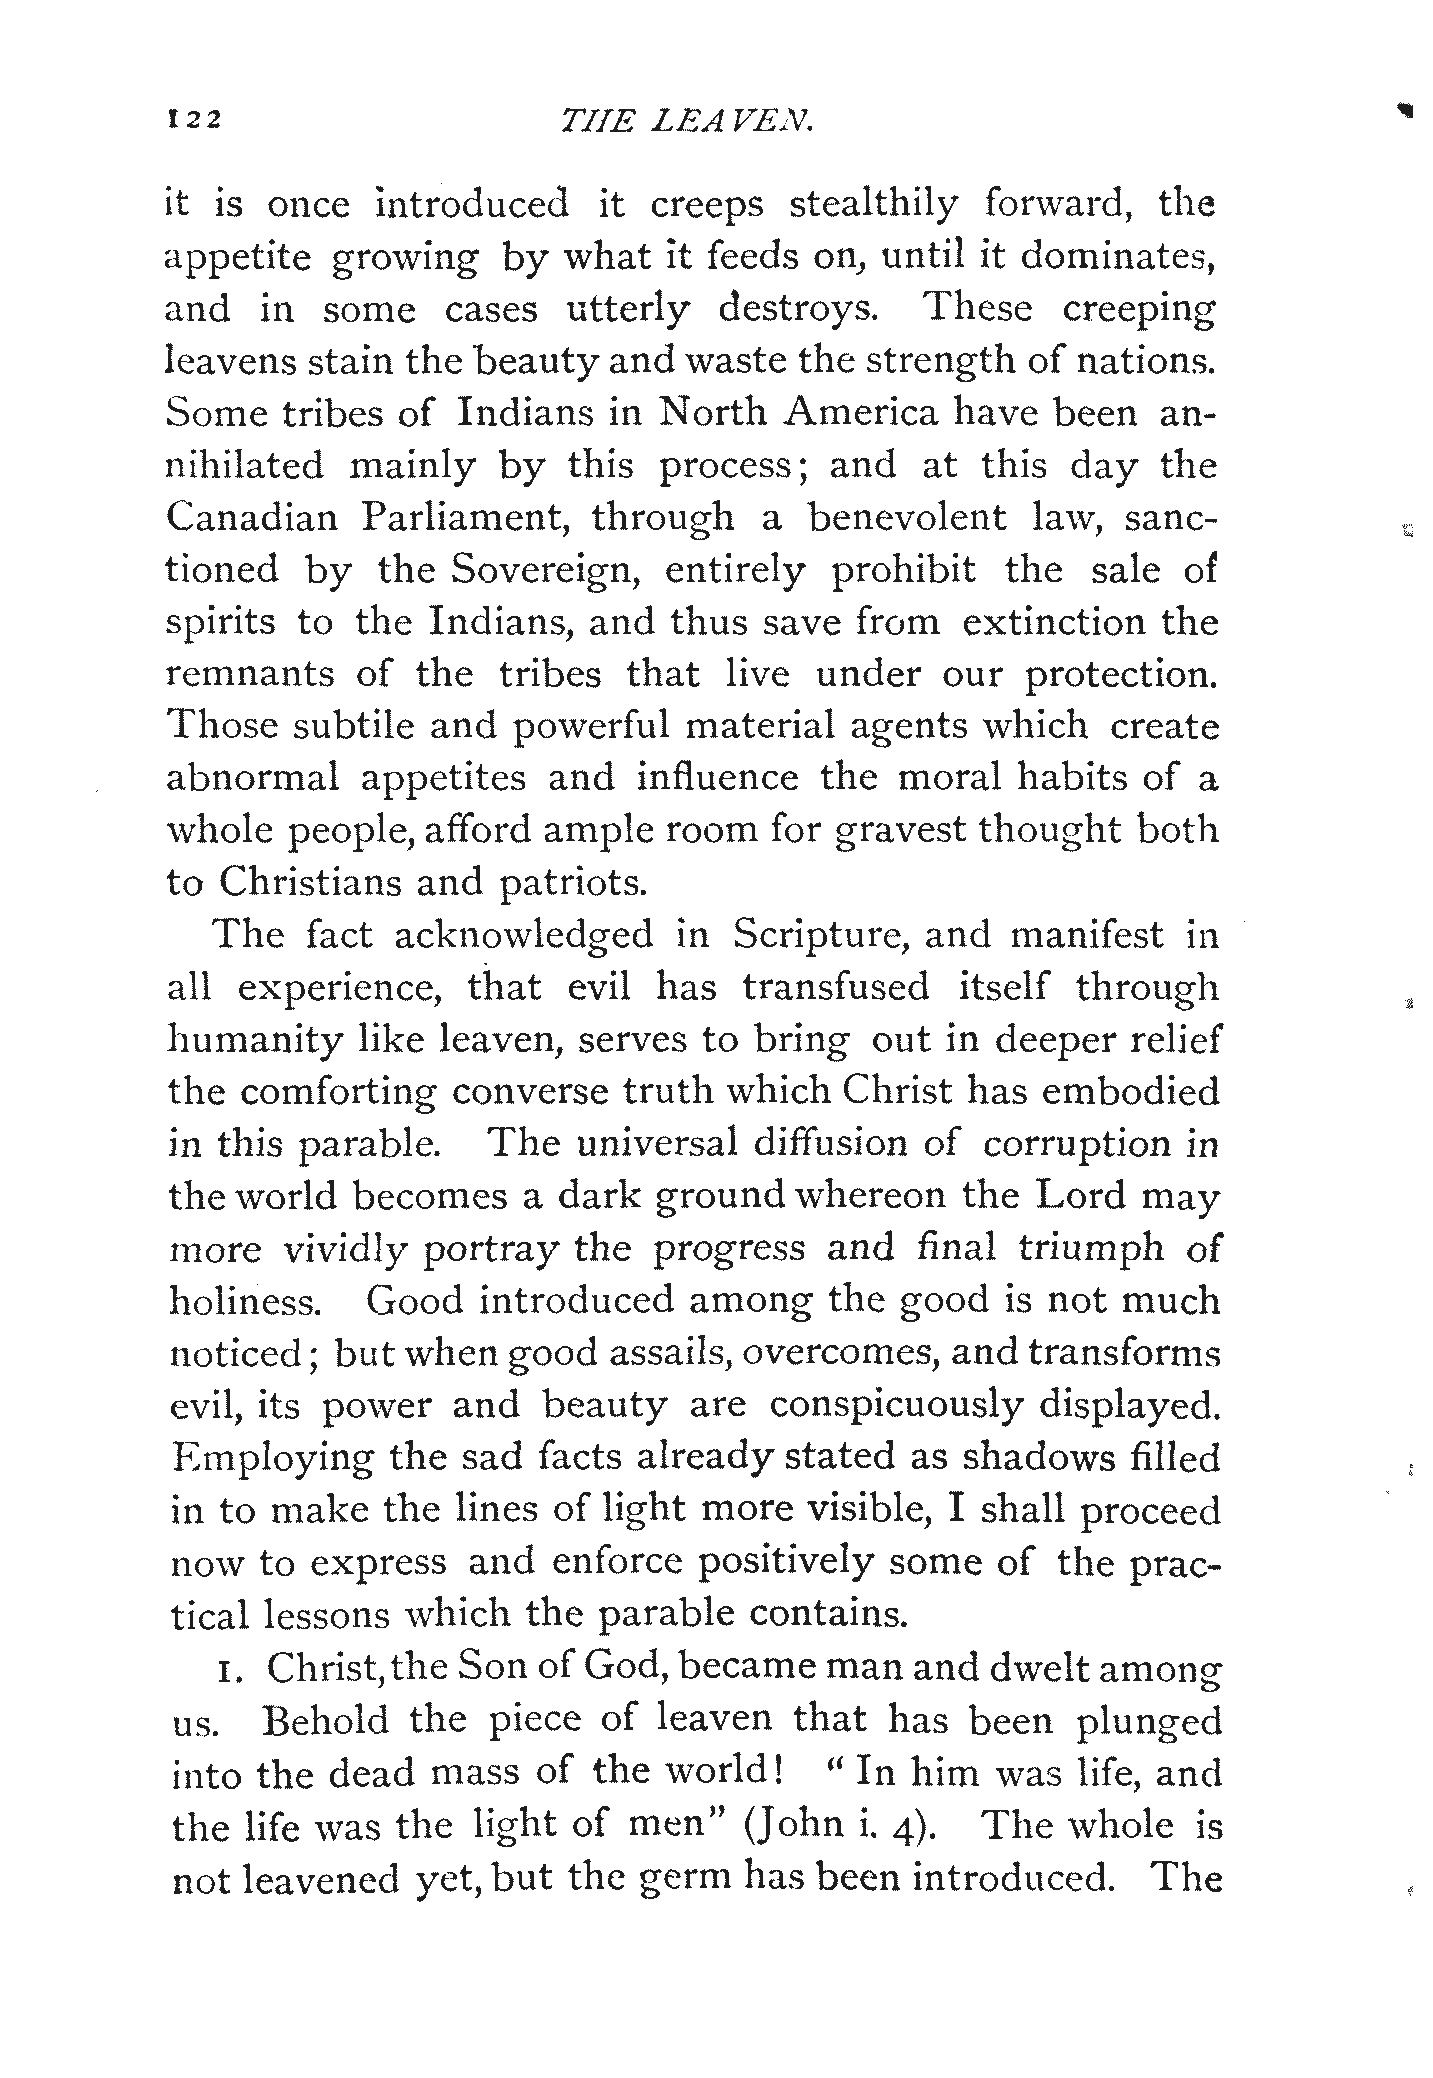 122 THE LEAVEN.
it is once introduced it creeps stealthily forward, the
appetite growing by what it feeds on, until it dominates,
and in some cases utterly destroys. These creeping
leavens stain the beauty and waste the strength of nations.
Some tribes of Indians in North America have been an-
nihilated mainly by this process; and at this day the
Canadian Parliament, through a benevolent law, sanc-
tioned by the Sovereign, entirely prohibit the sale of
spirits to the Indians, and thus save from extinction the
remnants of the tribes that live under our protection.
Those subtile and powerful material agents which create
abnormal appetites and influence the moral habits of a
whole people, afford ample room for gravest thought both
to Christians and patriots.
The fact acknowledged in Scripture, and manifest in
all experience, that evil has transfused itself through
humanity like leaven, serves to bring out in deeper relief
the comforting converse truth which Christ has embodied
in this parable. The universal diffusion of corruption in
the world becomes a dark ground whereon the Lord may
more vividly portray the progress and final triumph of
holiness. Good introduced among the good is not much
noticed; but when good assails, overcomes, and transforms
evil, its power and beauty are conspicuously displayed.
Employing the sad facts already stated as shadows filled
in to make the lines of light more visible, I shall proceed
now to express and enforce positively some of the prac-
tical lessons which the parable contains.
1. Christ, the Son of God, became man and dwelt among
us. Behold the piece of leaven that has been plunged
into the dead mass of the world! "In him was life, and
the life was the light of men" (John i. 4). The whole is
not leavened yet, but the germ has been introduced. The